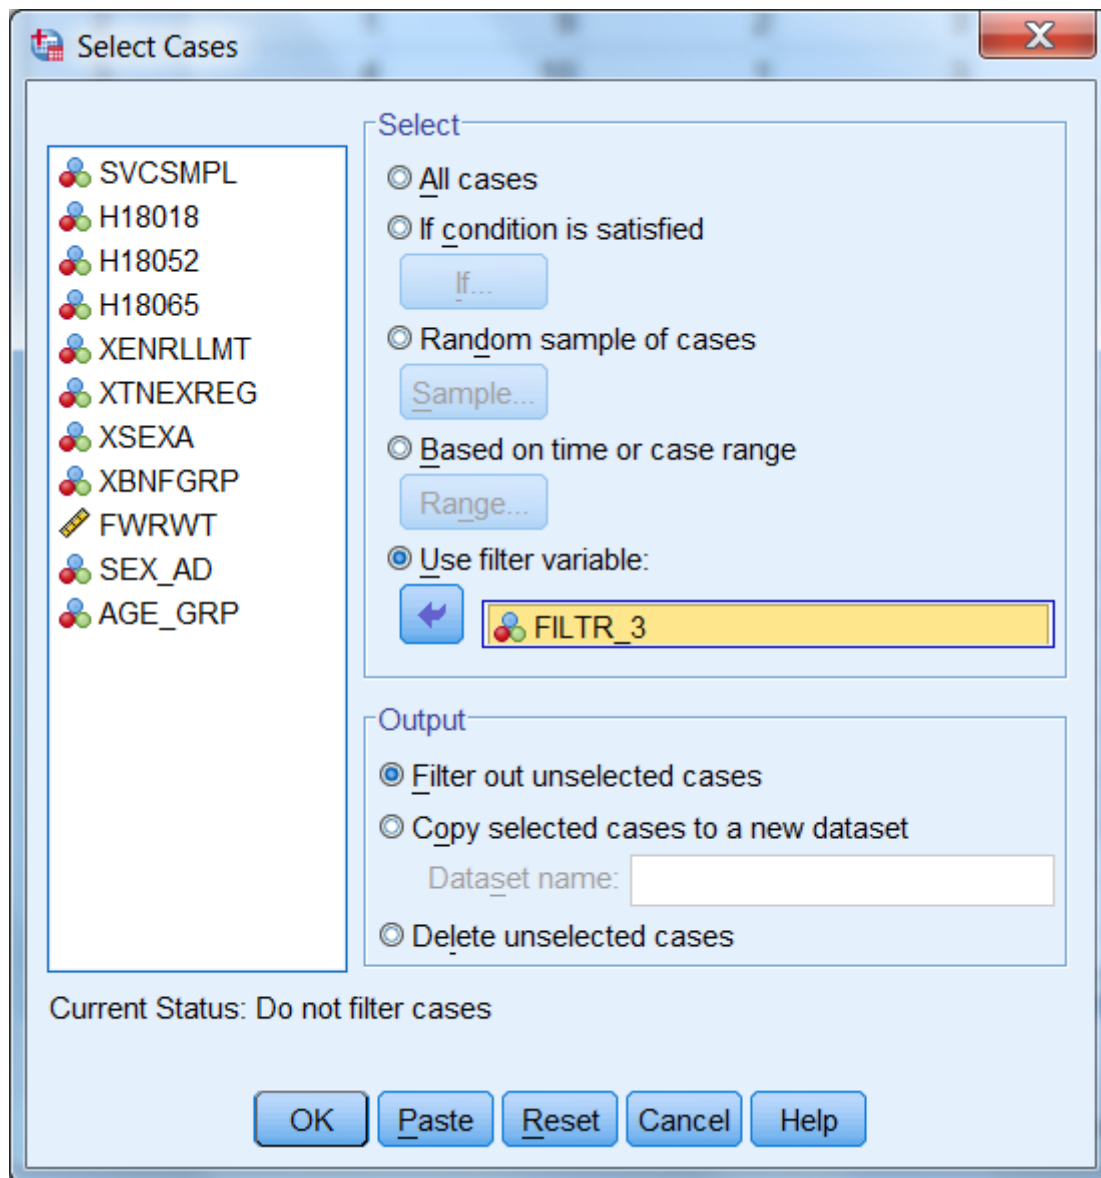 Select Cases
SVCSMPL
H18018
H18052
H18065
XENRLLMT
XTNEXREG
XSEXA
XBNFGRP
FWRWT
SEX_AD
AGE_GRP
Select
All cases
If condition is satisfied
If...
Random sample of cases
Sample...
Based on time or case range
Range...
Use filter variable:
FILTR_3
Output
Filter out unselected cases
Copy selected cases to a new dataset
Dataset name:
Delete unselected cases
Current Status: Do not filter cases
OK Paste Reset Cancel Help